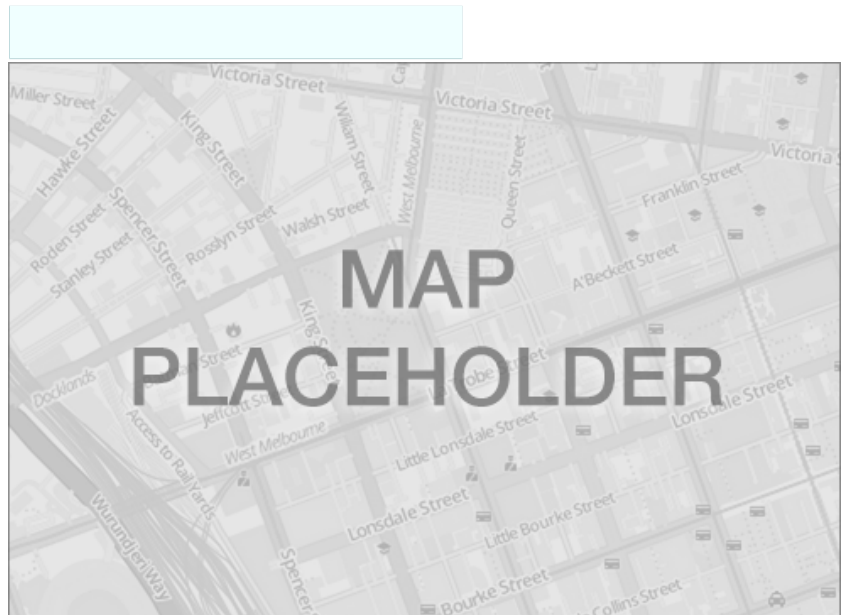 Victoria Street
Miller Street
Victoria Street
Hawke Street
King Street
William Street
West Melbourne
Queen Street
Victoria S
Franklin Street
Spencer Street
Roden Street
Rosslyn Street
Walsh Street
Stanley Street
A'Beckett Street
MAP
King Street
PLACEHOLDER
Street
Docklands
Jeffcott Street
Lonsdale Street
Access to Rail Yards
West Melbourne
Little Lonsdale Street
Wurundjeri Way
Lonsdale Street
Little Bourke Street
Spencer
Bourke Street
Collins Street